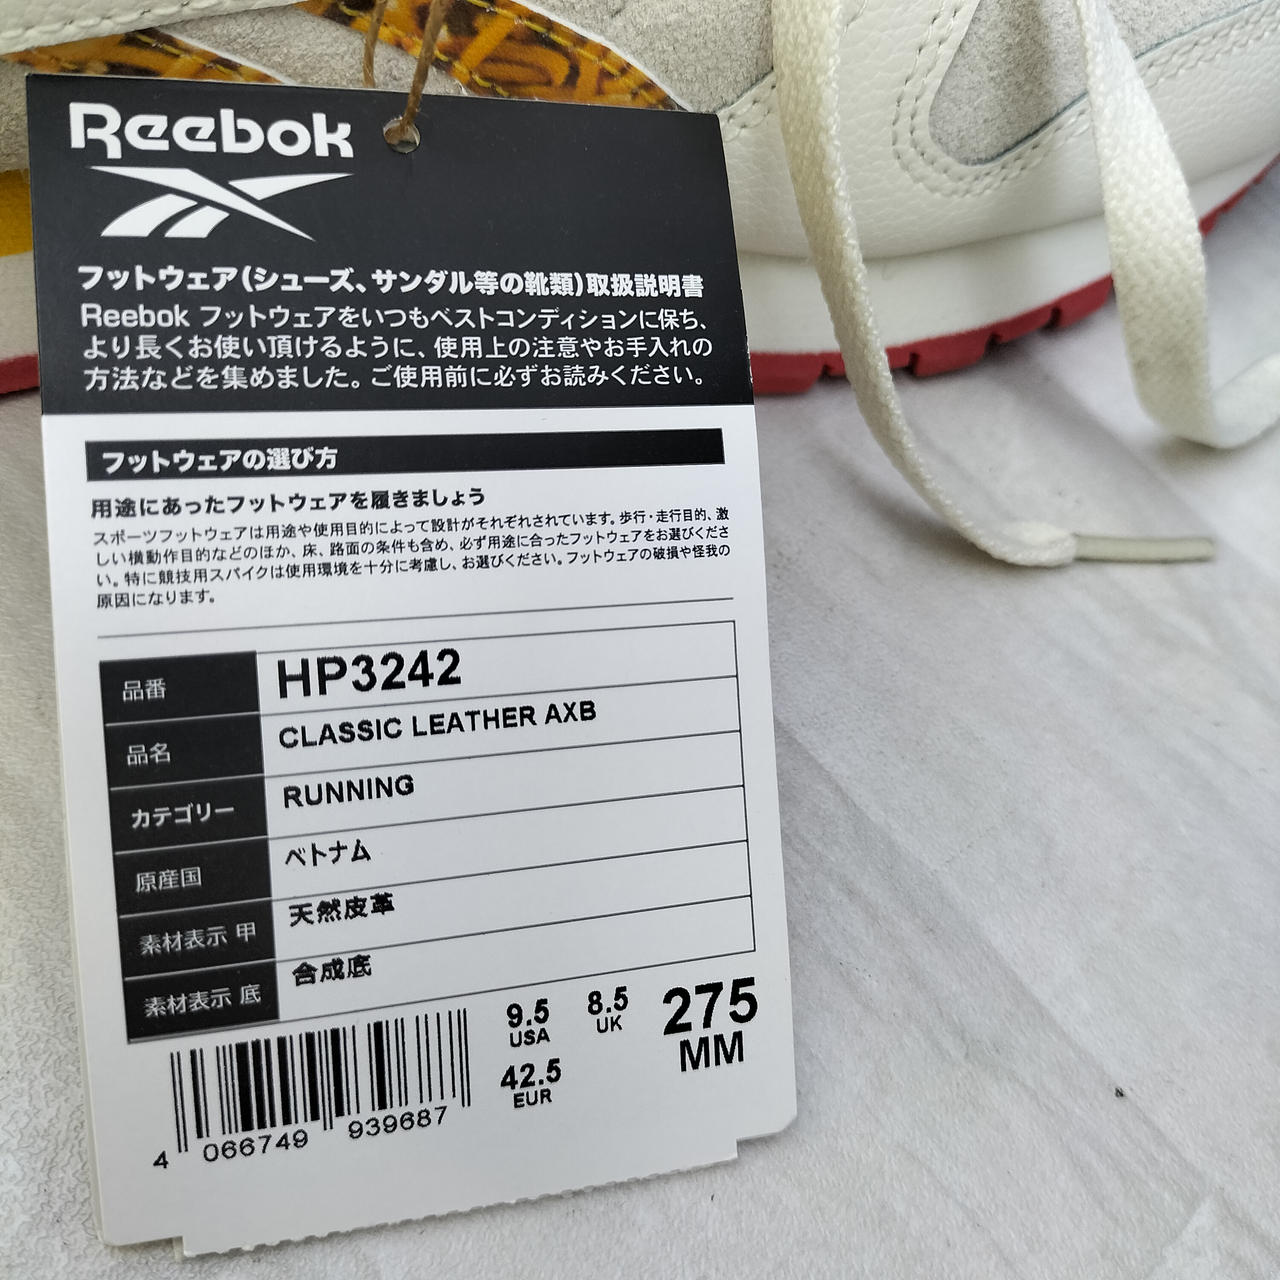 Reebok
フットウェア(シューズ、サンダル等の靴類)取扱説明書
Reebok フットウェアをいつもベストコンディションに保ち、
より長くお使い頂けるように、使用上の注意やお手入れの
方法などを集めました。ご使用前に必ずお読みください。
フットウェアの選び方
用途にあったフットウェアを履きましょう
スポーツフットウェアは用途や使用目的によって設計がそれぞれされています。歩行・走行目的、激
しい横動作目的などのほか、床、路面の条件も含め、必ず用途に合ったフットウェアをお選びくださ
い。特に競技用スパイクは使用環境を十分に考慮し、お選びください。フットウェアの破損や怪我の
原因になります。
品番 HP3242
品名 CLASSIC LEATHER AXB
カテゴリー RUNNING
原産国 ベトナム
素材表示 甲 天然皮革
素材表示 底 合成底
9.5 8.5 275
USA UK MM
42.5
EUR
4 066749 939687